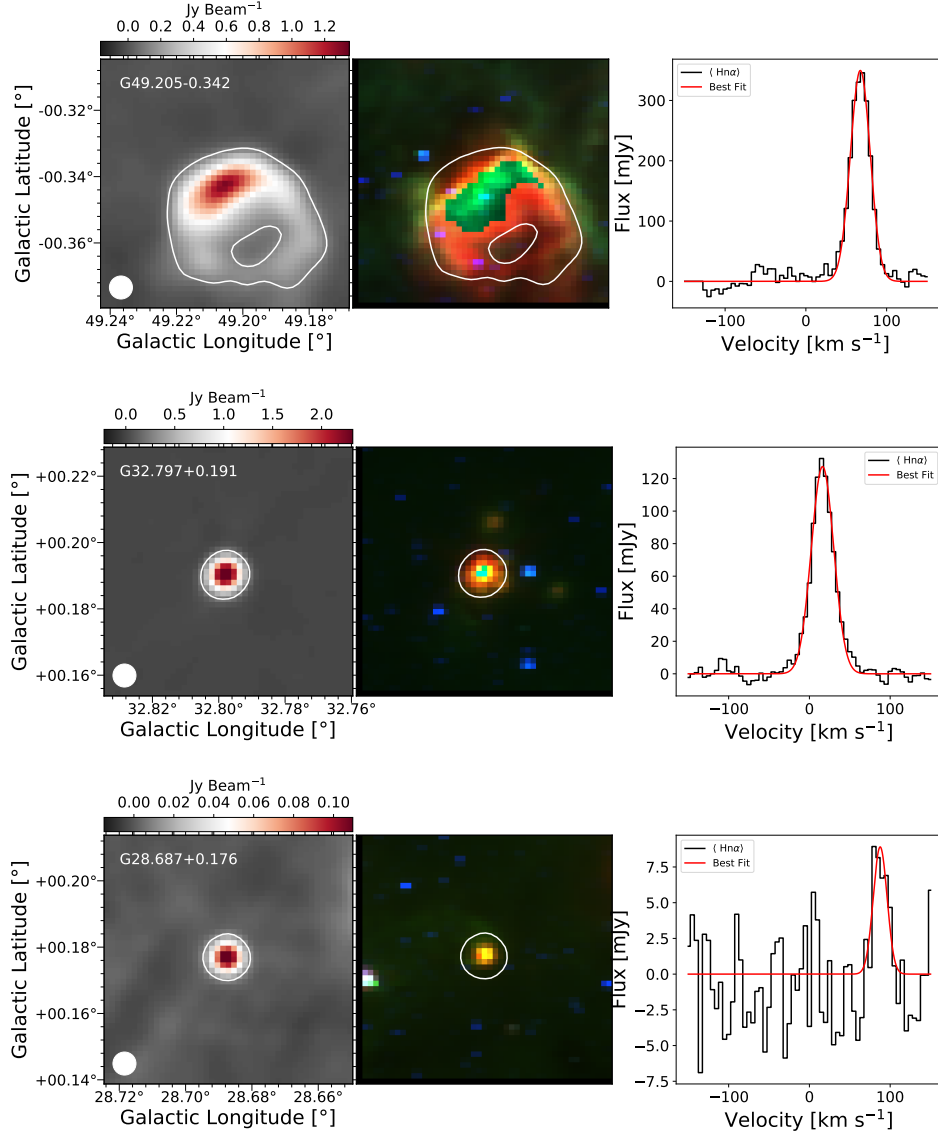 Jy Beam⁻¹
0.0 0.2 0.4 0.6 0.8 1.0 1.2
G49.205-0.342
Galactic Latitude [°]
-00.32°
-00.34°
-00.36°
49.24° 49.22° 49.20° 49.18°
Galactic Longitude [°]
⟨ Hnα⟩
Best Fit
Flux [mJy]
300
200
100
0
−100 0 100
Velocity [km s⁻¹]
Jy Beam⁻¹
0.0 0.5 1.0 1.5 2.0
G32.797+0.191
Galactic Latitude [°]
+00.22°
+00.20°
+00.18°
+00.16°
32.82° 32.80° 32.78° 32.76°
Galactic Longitude [°]
⟨ Hnα⟩
Best Fit
Flux [mJy]
120
100
80
60
40
20
0
−100 0 100
Velocity [km s⁻¹]
Jy Beam⁻¹
0.00 0.02 0.04 0.06 0.08 0.10
G28.687+0.176
Galactic Latitude [°]
+00.20°
+00.18°
+00.16°
+00.14°
28.72° 28.70° 28.68° 28.66°
Galactic Longitude [°]
⟨ Hnα⟩
Best Fit
Flux [mJy]
7.5
5.0
2.5
0.0
−2.5
−5.0
−7.5
−100 0 100
Velocity [km s⁻¹]